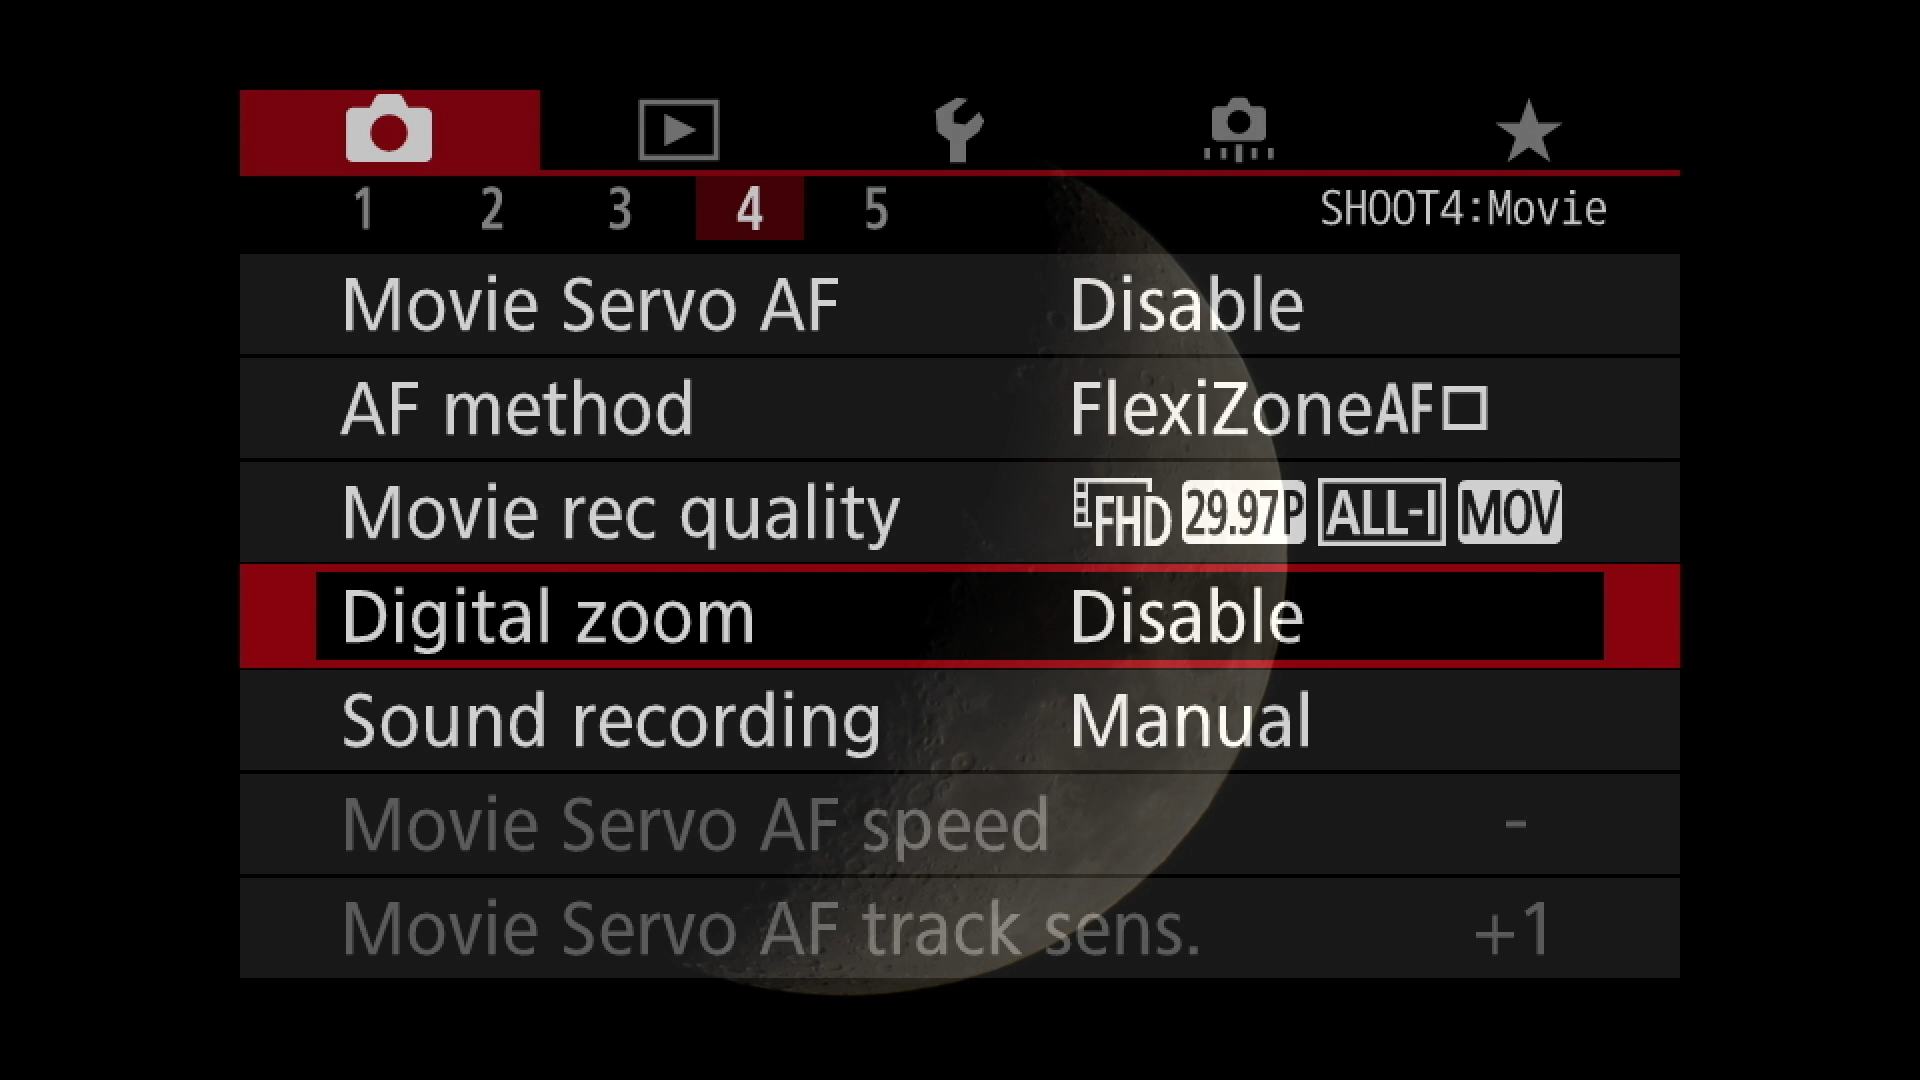 1 2 3 4 5 SHOOT4:Movie
Movie Servo AF Disable
AF method FlexiZoneAF
Movie rec quality FHD 29.97P ALL-I MOV
Digital zoom Disable
Sound recording Manual
Movie Servo AF speed -
Movie Servo AF track sens. +1